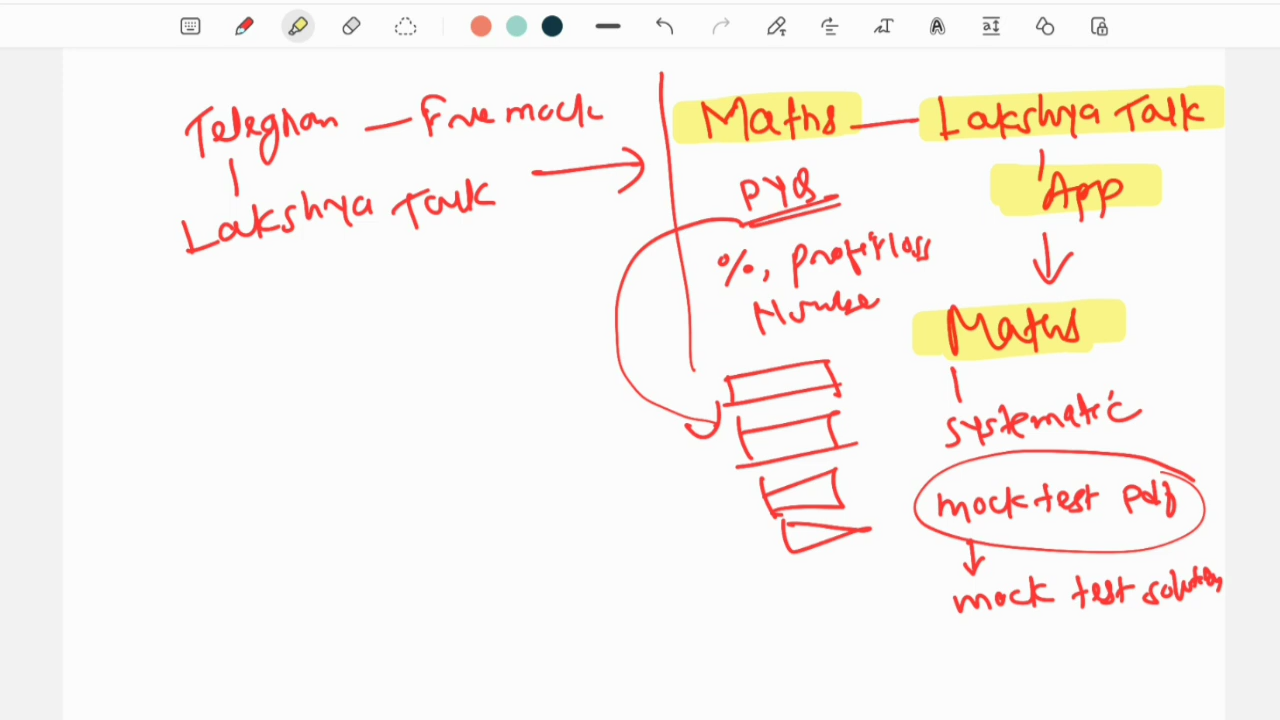 Telegram — Free mock
Lakshya Talk
Maths — Lakshya Talk
App
PYQ
%, profit loss
Number
Maths
systematic
mock test pdf
mock test solution